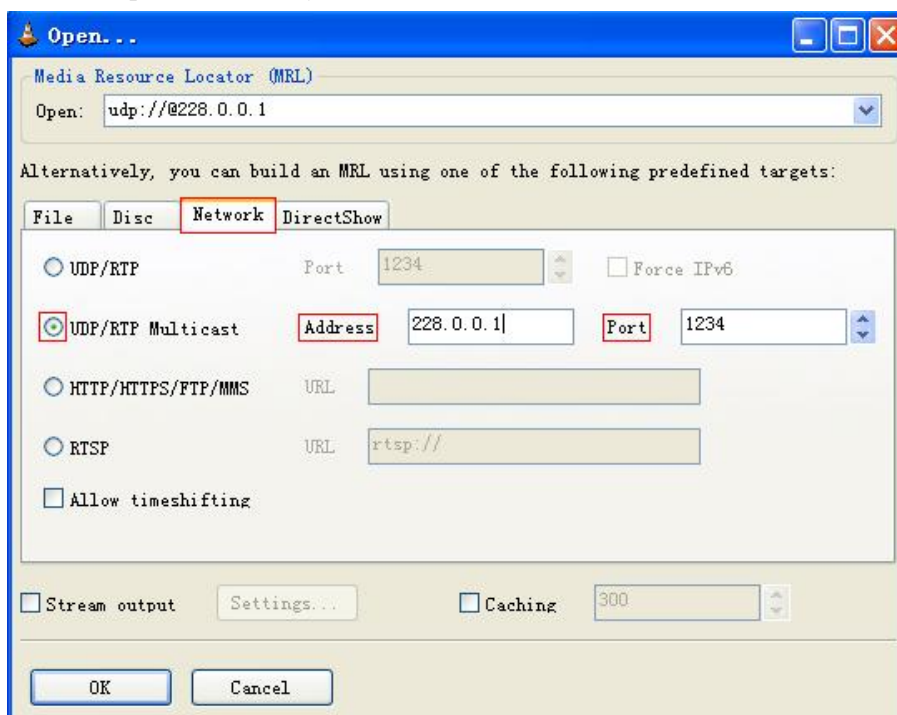 Open...
Media Resource Locator (MRL)
Open: udp://@228.0.0.1
Alternatively, you can build an MRL using one of the following predefined targets:
File Disc Network DirectShow
UDP/RTP Port 1234 Force IPv6
UDP/RTP Multicast Address 228.0.0.1 Port 1234
HTTP/HTTPS/FTP/MMS URL
RTSP URL rtsp://
Allow timeshifting
Stream output Settings... Caching 300
OK Cancel